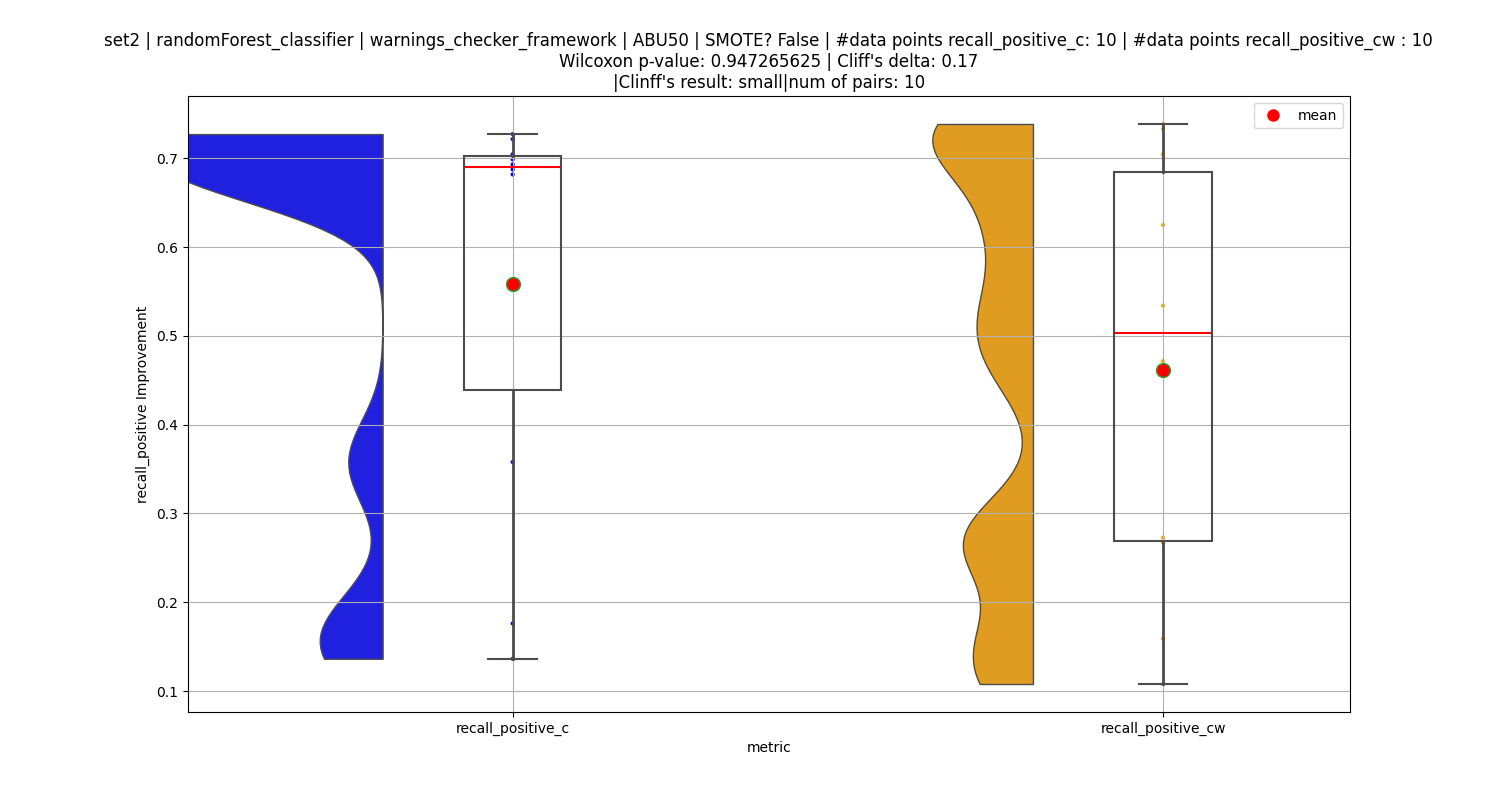 set2 | randomForest_classifier | warnings_checker_framework | ABU50 | SMOTE? False | #data points recall_positive_c: 10 | #data points recall_positive_cw : 10
Wilcoxon p-value: 0.947265625 | Cliff's delta: 0.17
|Clinff's result: small|num of pairs: 10
mean
0.7
0.6
0.5
0.4
0.3
0.2
0.1
recall_positive Improvement
recall_positive_c
recall_positive_cw
metric